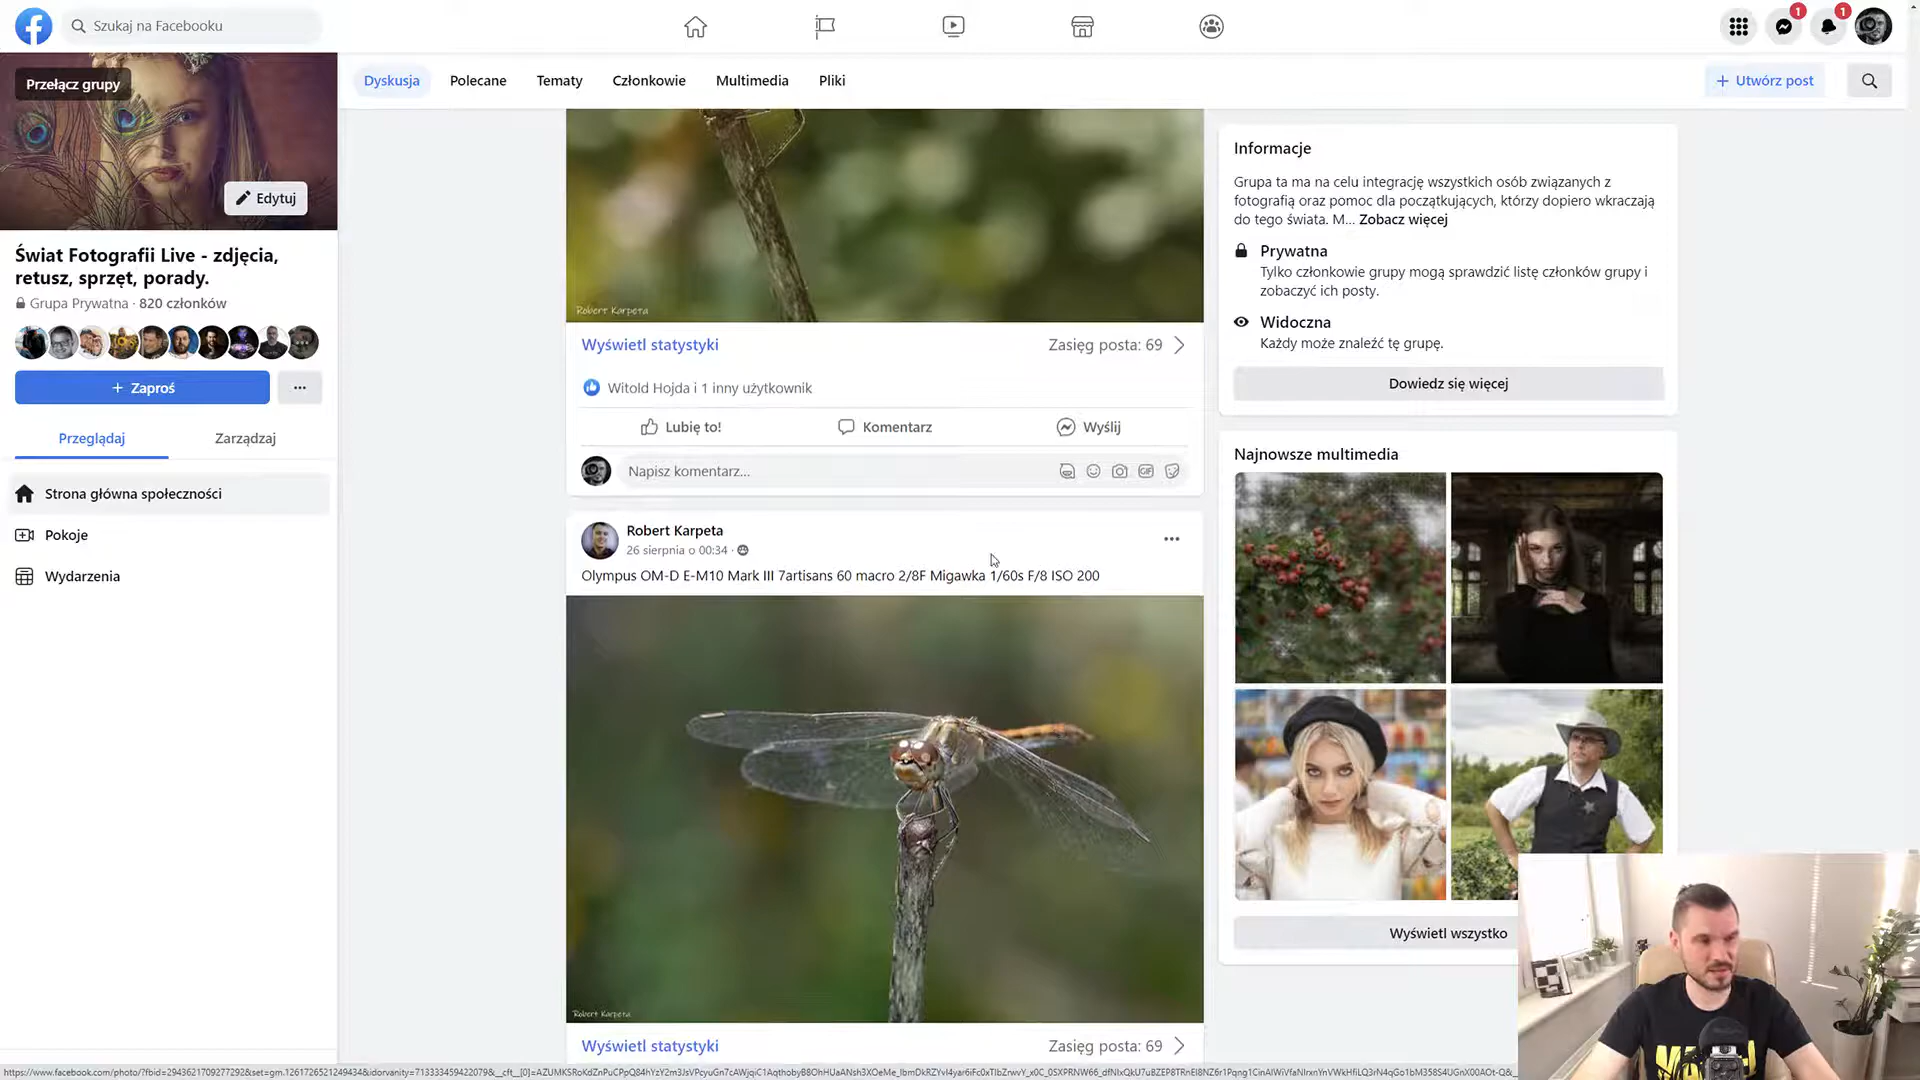 Szukaj na Facebooku
1
1
Przełącz grupy
Edytuj
Świat Fotografii Live - zdjęcia,
retusz, sprzęt, porady.
Grupa Prywatna · 820 członków
+ Zaproś
Przeglądaj
Zarządzaj
Strona główna społeczności
Pokoje
Wydarzenia
Dyskusja
Polecane
Tematy
Członkowie
Multimedia
Pliki
+ Utwórz post
Robert Karpeta
Wyświetl statystyki
Zasięg posta: 69
Witold Hojda i 1 inny użytkownik
Lubię to!
Komentarz
Wyślij
Napisz komentarz...
GIF
Robert Karpeta
26 sierpnia o 00:34 ·
Olympus OM-D E-M10 Mark III 7artisans 60 macro 2/8F Migawka 1/60s F/8 ISO 200
Robert Karpeta
Wyświetl statystyki
Zasięg posta: 69
Informacje
Grupa ta ma na celu integrację wszystkich osób związanych z
fotografią oraz pomoc dla początkujących, którzy dopiero wkraczają
do tego świata. M... Zobacz więcej
Prywatna
Tylko członkowie grupy mogą sprawdzić listę członków grupy i
zobaczyć ich posty.
Widoczna
Każdy może znaleźć tę grupę.
Dowiedz się więcej
Najnowsze multimedia
Wyświetl wszystko